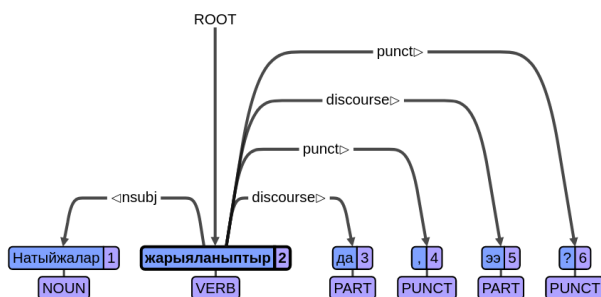 ROOT
punct▷
discourse▷
punct▷
◁nsubj discourse▷
Натыйжалар 1 жарыяланыптыр 2 да 3 , 4 ээ 5 ? 6
NOUN VERB PART PUNCT PART PUNCT